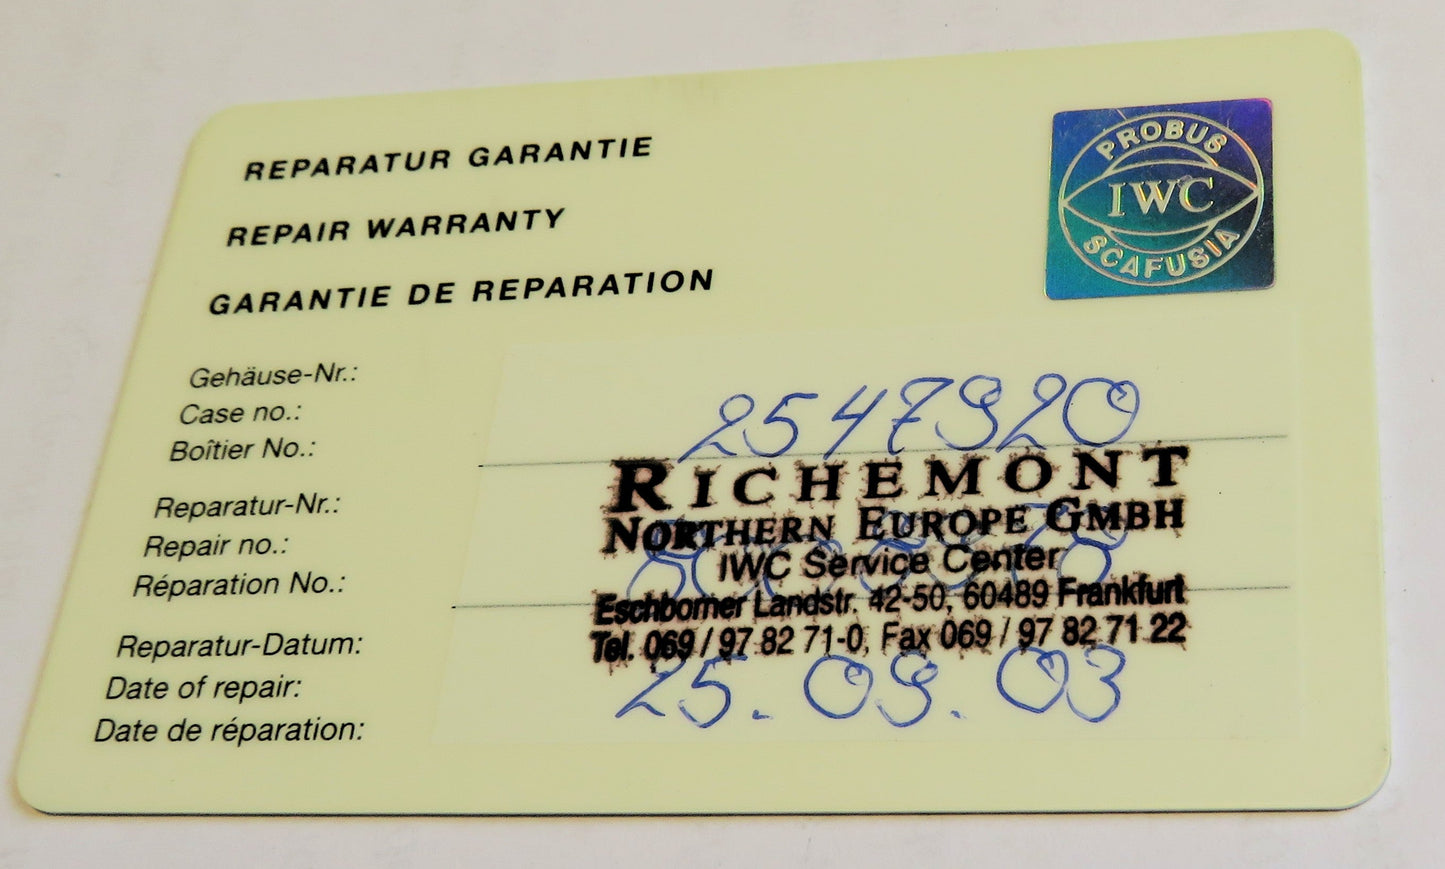 REPARATUR GARANTIE
REPAIR WARRANTY
GARANTIE DE REPARATION
PROBUS
IWC
SCAFUSIA
Gehäuse-Nr.:
Case no.:
Boîtier No.:
2547920
RICHEMONT
NORTHERN EUROPE GMBH
IWC Service Center
Eschborner Landstr. 42-50, 60489 Frankfurt
Tel. 069 / 97 82 71-0, Fax 069 / 97 82 71 22
Reparatur-Nr.:
Repair no.:
Réparation No.:
Reparatur-Datum:
Date of repair:
Date de réparation:
25.09.03